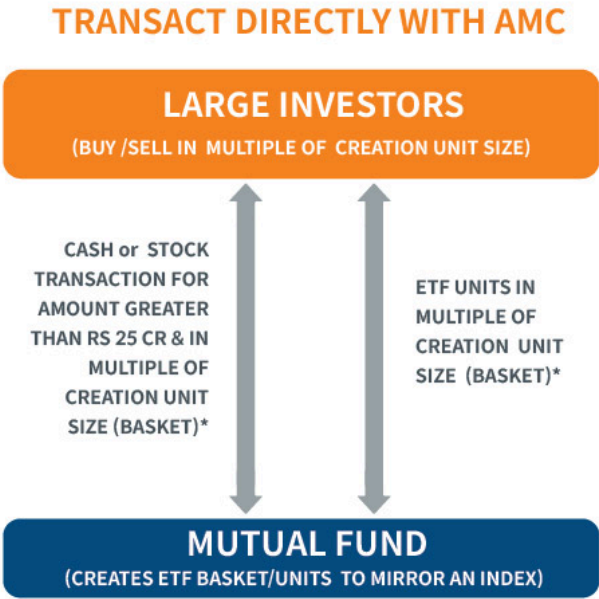 TRANSACT DIRECTLY WITH AMC
LARGE INVESTORS
(BUY /SELL IN MULTIPLE OF CREATION UNIT SIZE)
CASH or STOCK
TRANSACTION FOR
AMOUNT GREATER
THAN RS 25 CR & IN
MULTIPLE OF
CREATION UNIT
SIZE (BASKET)*
ETF UNITS IN
MULTIPLE OF
CREATION UNIT
SIZE (BASKET)*
MUTUAL FUND
(CREATES ETF BASKET/UNITS TO MIRROR AN INDEX)